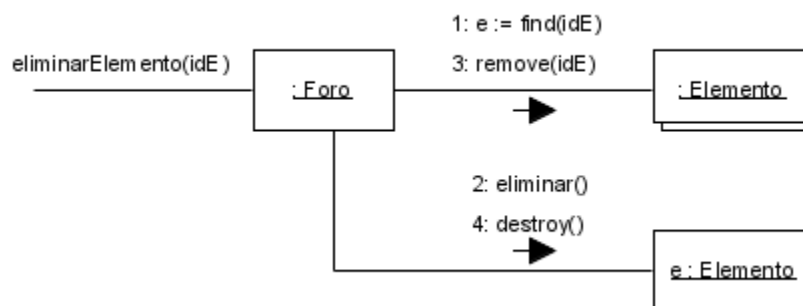 1: e := find(idE)
eliminarElemento(idE)
3: remove(idE)
: Foro
: Elemento
2: eliminar()
4: destroy()
e : Elemento